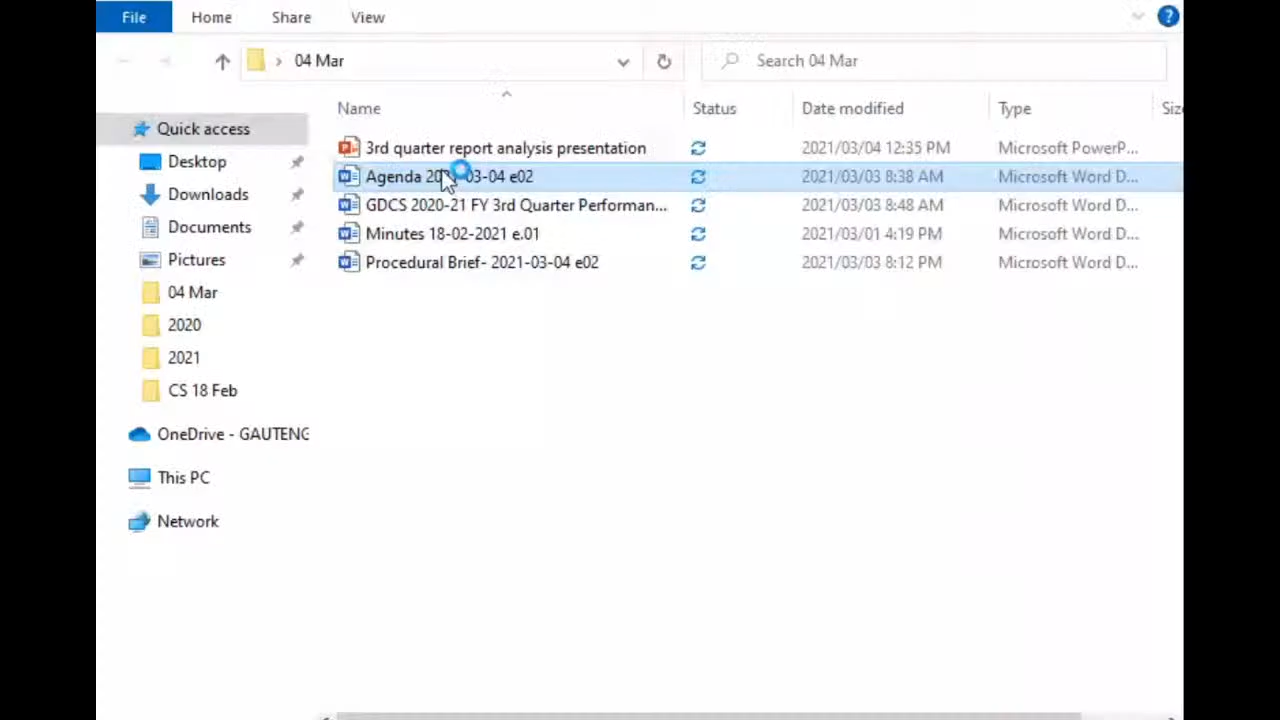 File Home Share View
04 Mar Search 04 Mar
Name Status Date modified Type Siz
Quick access
Desktop
Downloads
Documents
Pictures
04 Mar
2020
2021
CS 18 Feb
OneDrive - GAUTENG
This PC
Network
3rd quarter report analysis presentation 2021/03/04 12:35 PM Microsoft PowerP...
Agenda 2021-03-04 e02 2021/03/03 8:38 AM Microsoft Word D...
GDCS 2020-21 FY 3rd Quarter Performan... 2021/03/03 8:48 AM Microsoft Word D...
Minutes 18-02-2021 e.01 2021/03/01 4:19 PM Microsoft Word D...
Procedural Brief- 2021-03-04 e02 2021/03/03 8:12 PM Microsoft Word D...